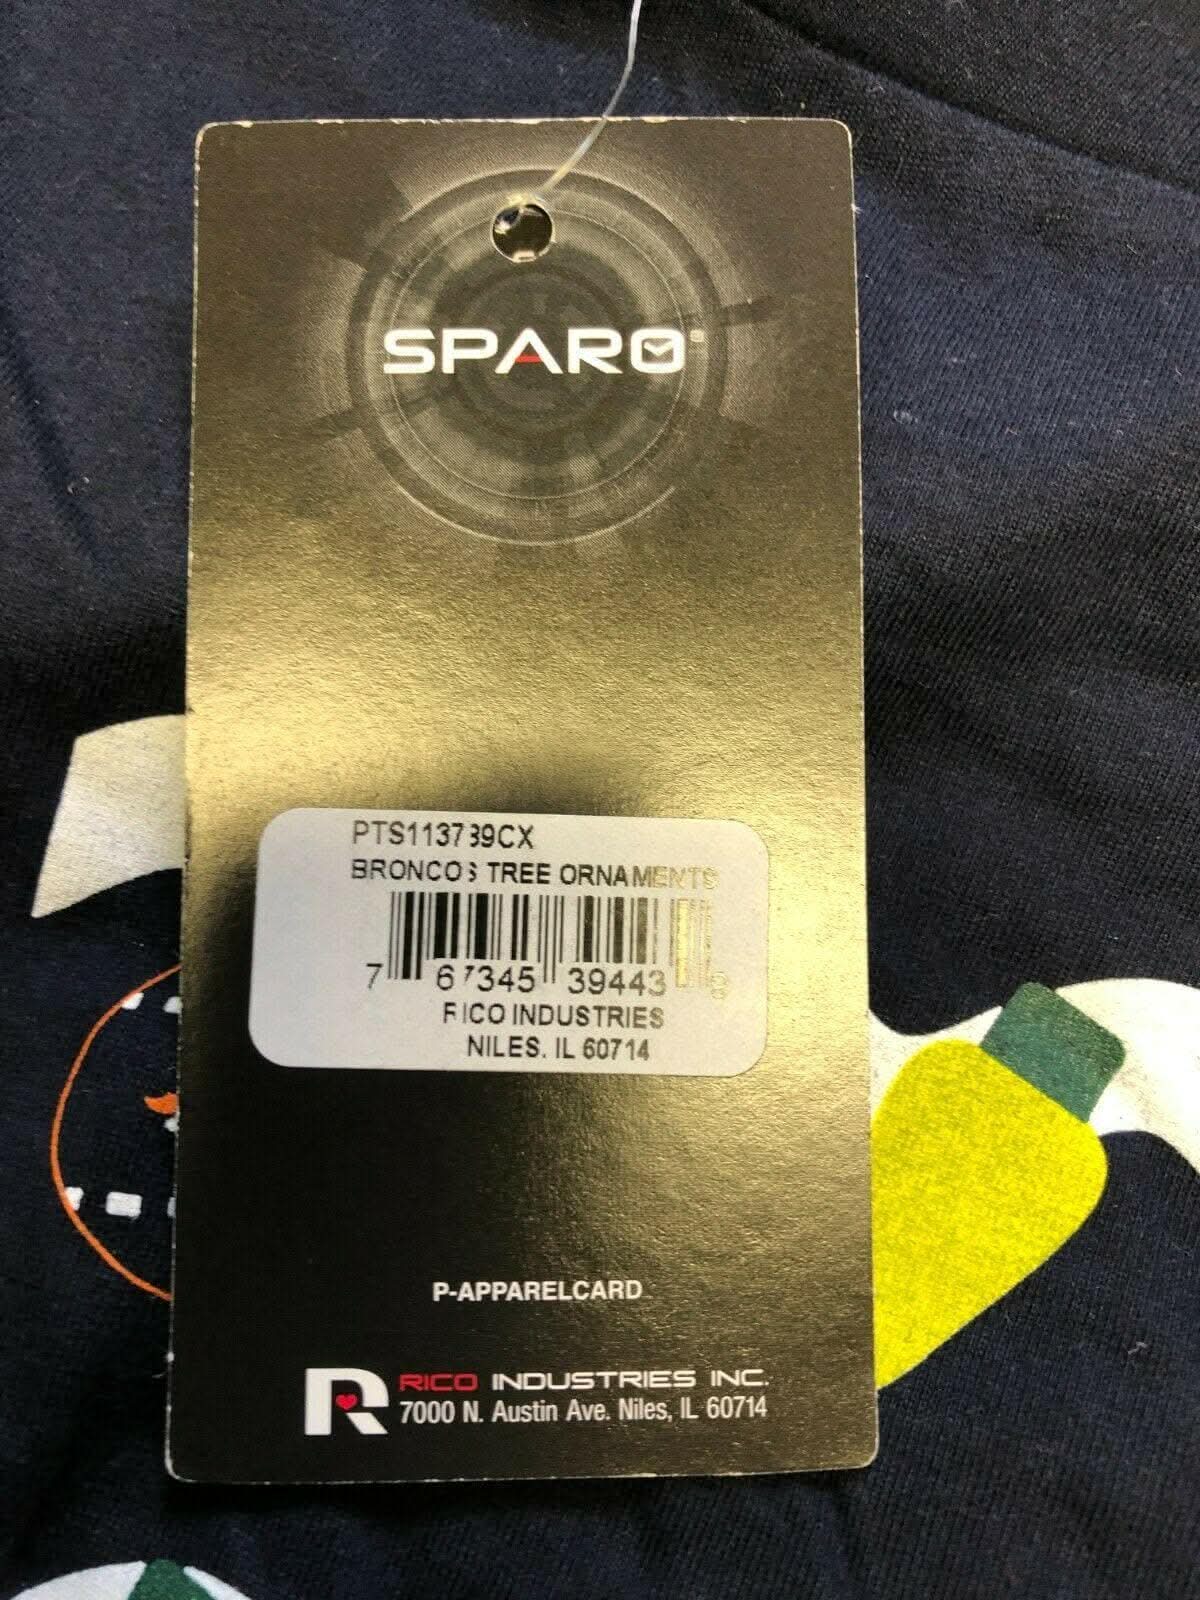 SPARO®
PTS113739CX
BRONCOS TREE ORNAMENTS
7 67345 39443 8
RICO INDUSTRIES
NILES. IL 60714
P-APPARELCARD
RICO INDUSTRIES INC.
7000 N. Austin Ave. Niles, IL 60714